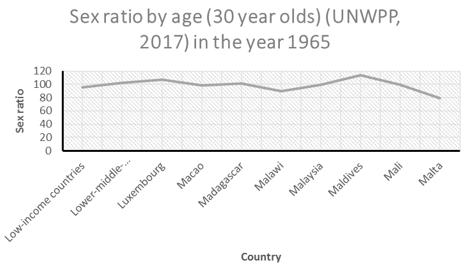 Sex ratio by age (30 year olds) (UNWPP,
2017) in the year 1965
120
100
80
60
40
20
0
Sex ratio
Low-income countries
Lower-middle-...
Luxembourg
Macao
Madagascar
Malawi
Malaysia
Maldives
Mali
Malta
Country